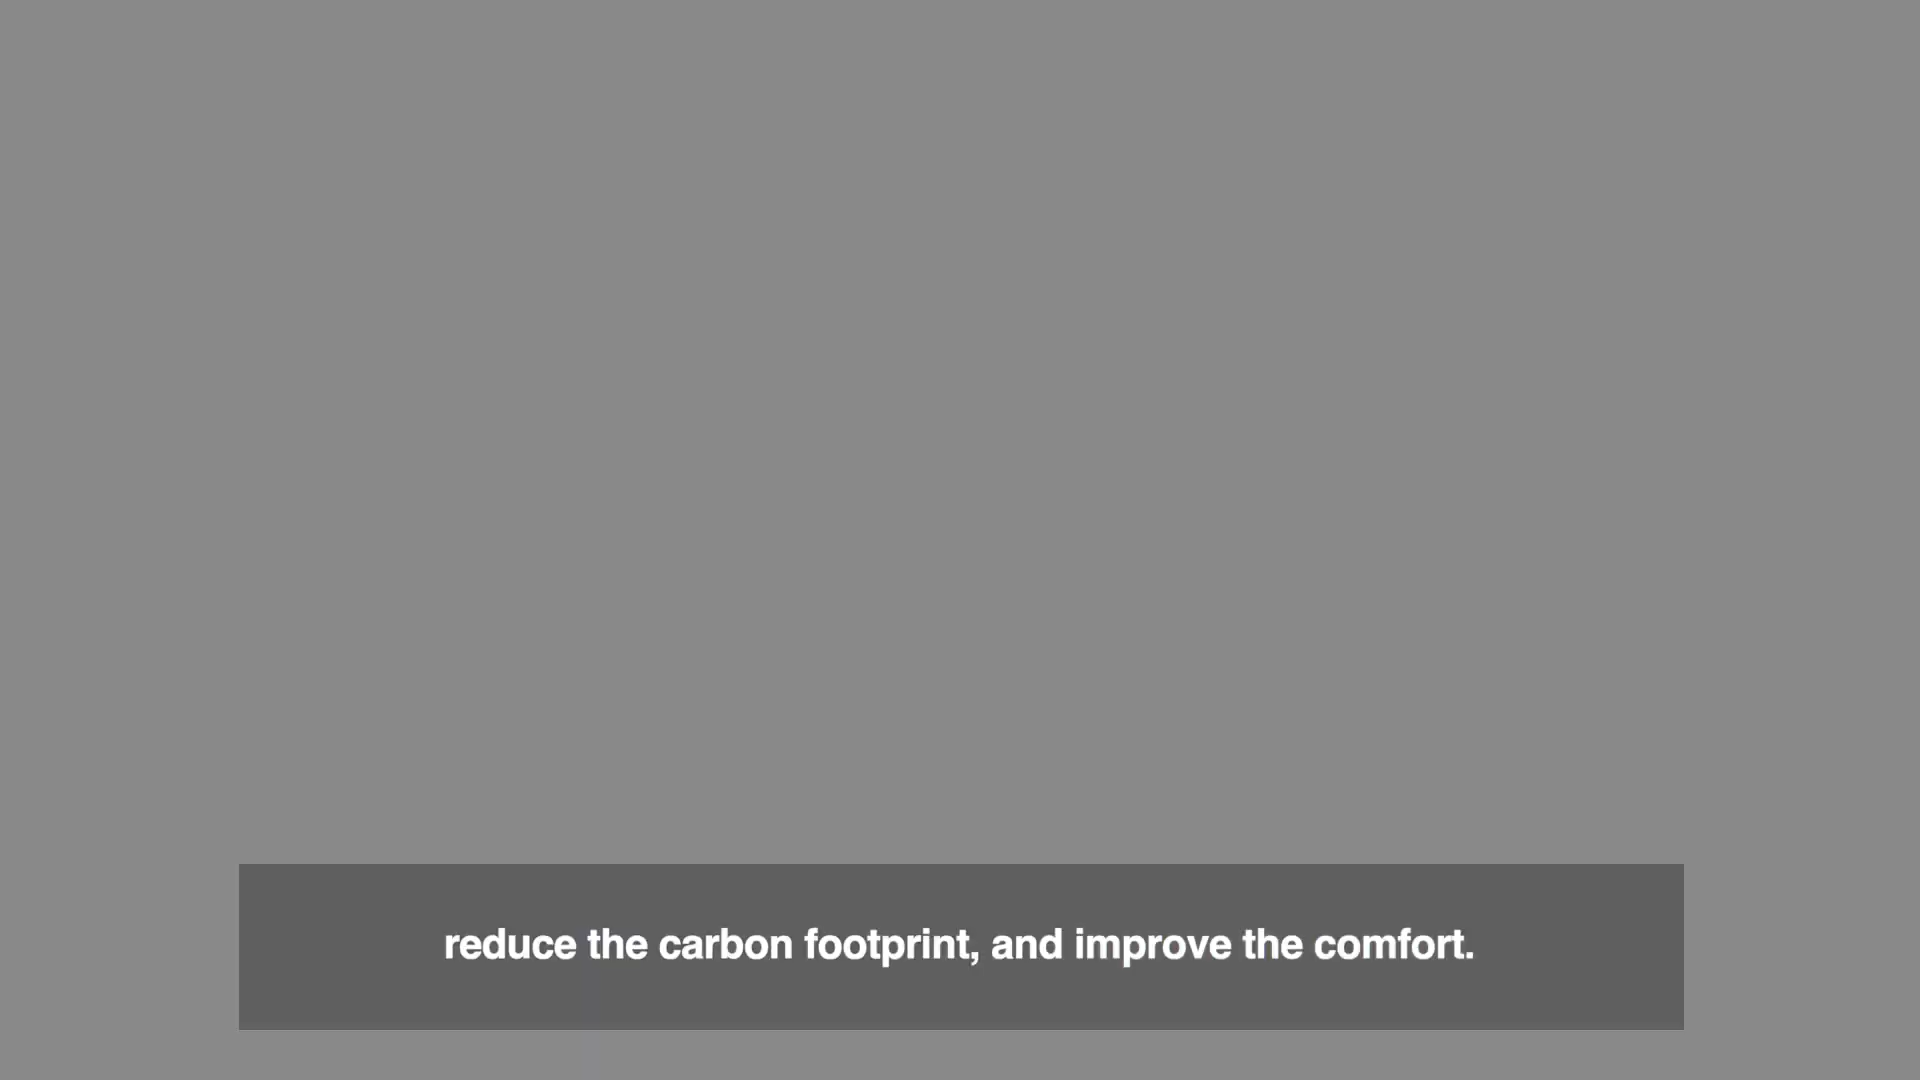 reduce the carbon footprint, and improve the comfort.